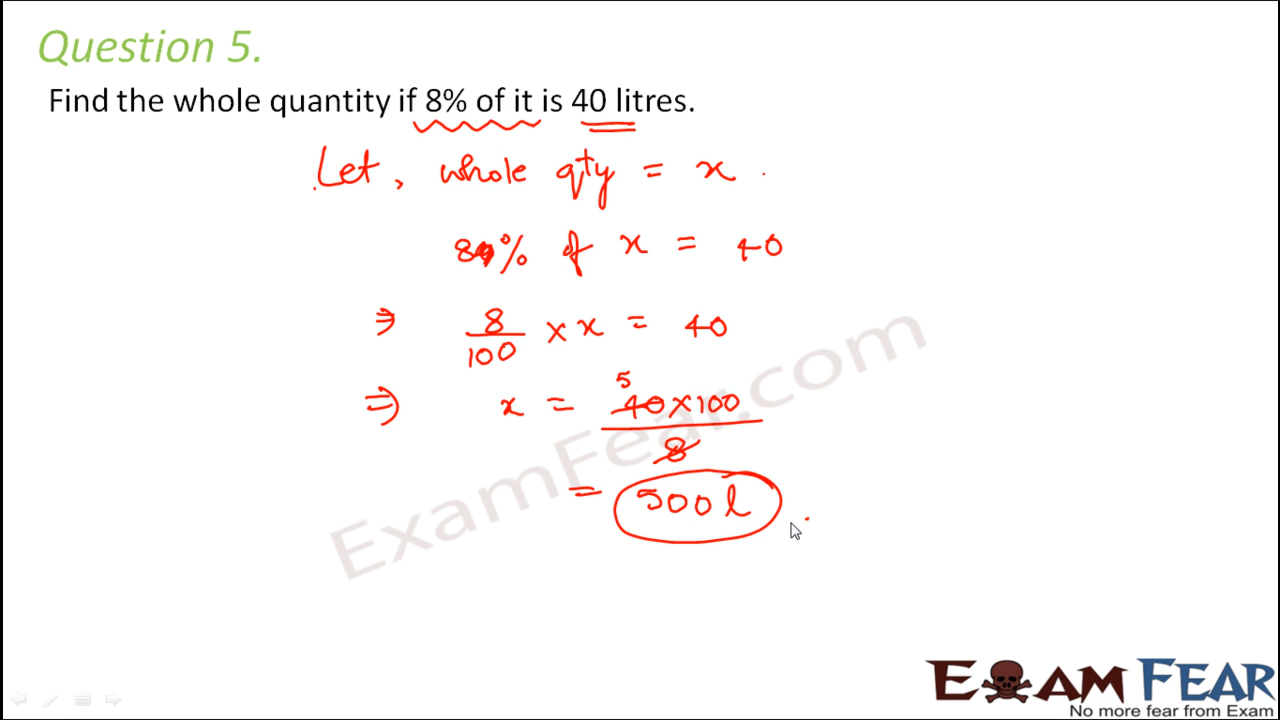 Question 5.
Find the whole quantity if 8% of it is 40 litres.
Let, whole qty = x.
8% of x = 40
⇒ 8/100 × x = 40
⇒ x = 5 40×100/8
= 500 l.
ExamFear.com
EXAM FEAR
No more fear from Exam